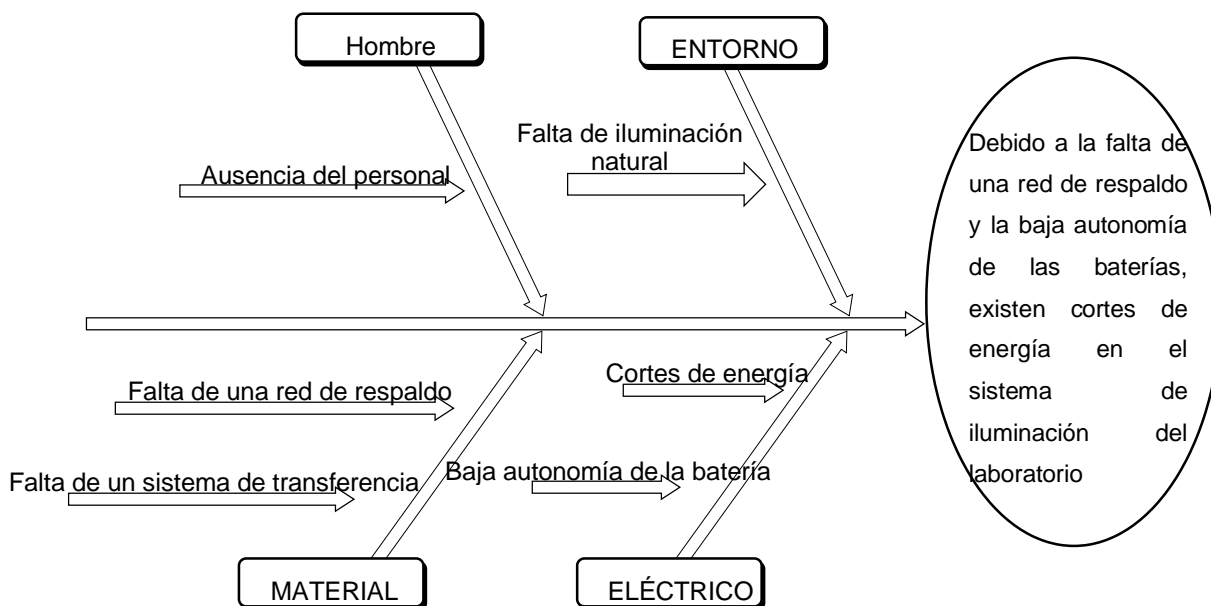 Hombre
ENTORNO
Falta de iluminación
natural
Ausencia del personal
Debido a la falta de
una red de respaldo
y la baja autonomía
de las baterías,
existen cortes de
energía en el
sistema de
iluminación del
laboratorio
Cortes de energía
Falta de una red de respaldo
Baja autonomía de la batería
Falta de un sistema de transferencia
MATERIAL
ELÉCTRICO